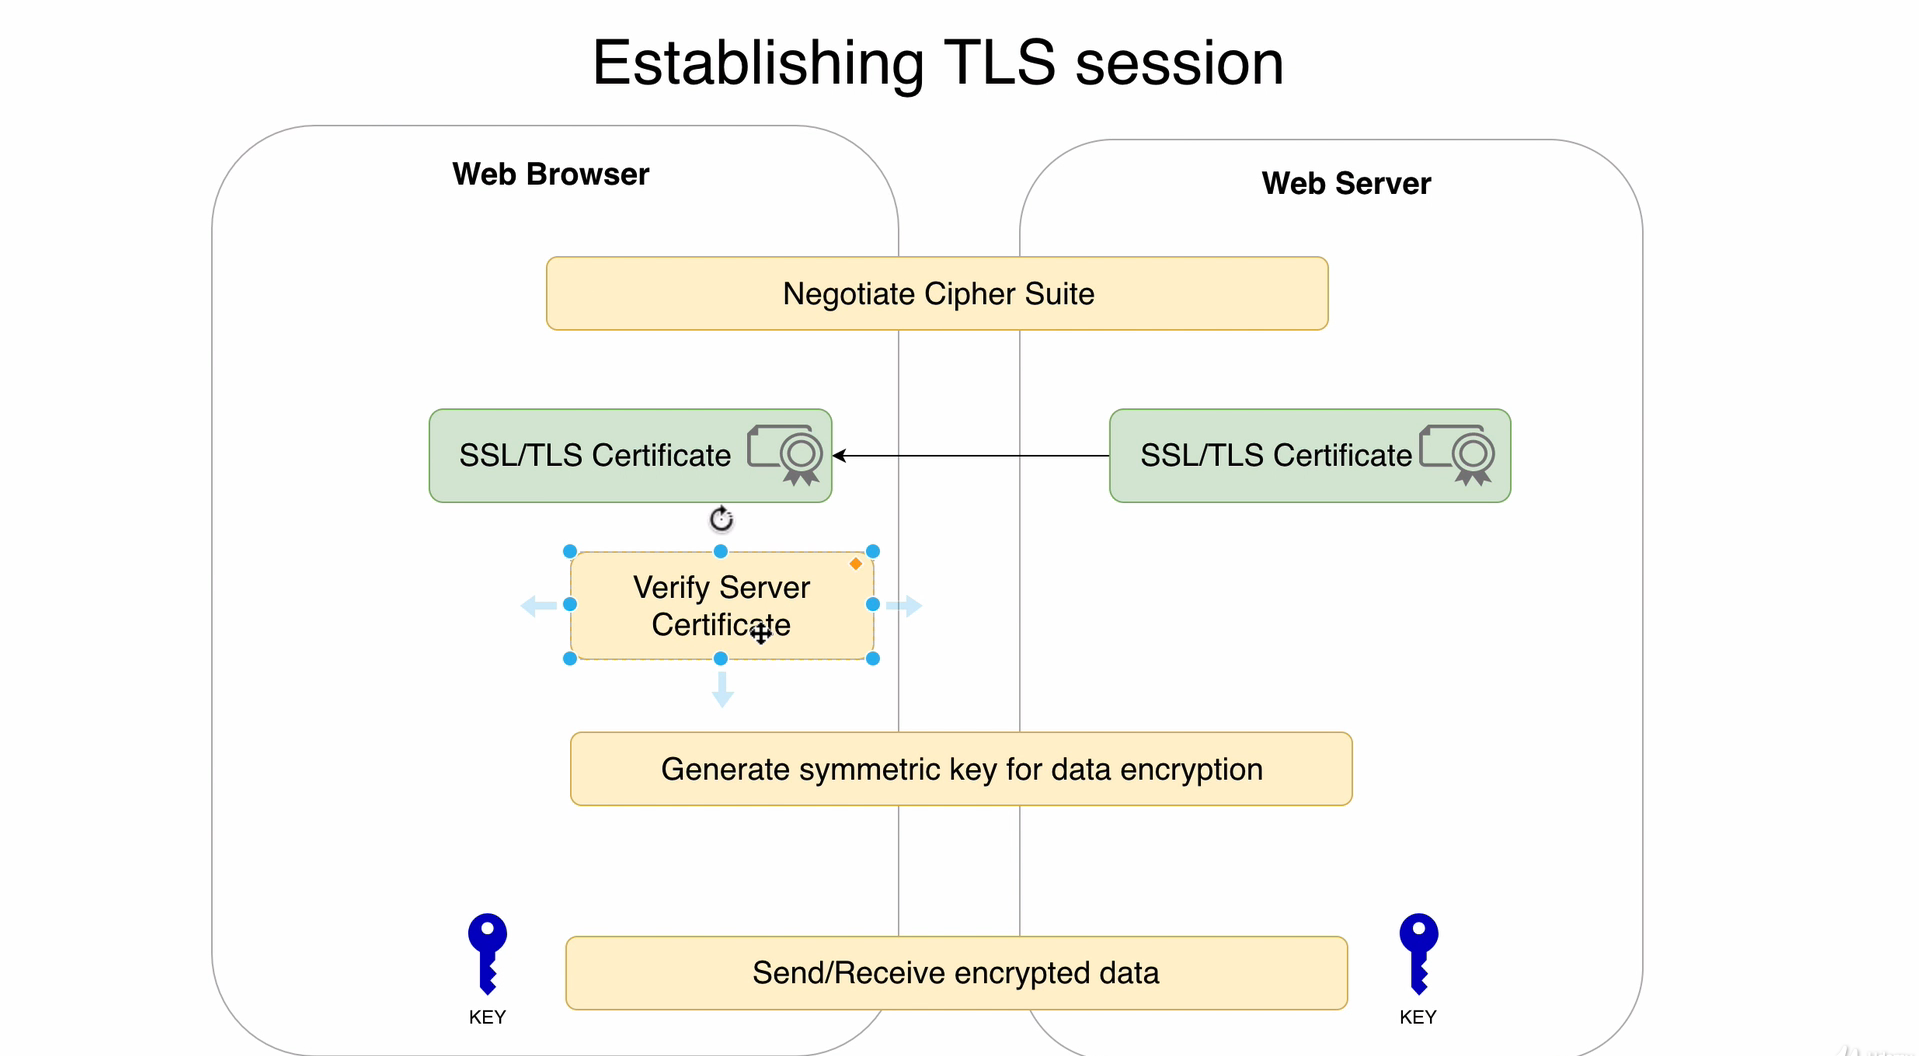 Establishing TLS session
Web Browser
Web Server
Negotiate Cipher Suite
SSL/TLS Certificate
SSL/TLS Certificate
Verify Server
Certificate
Generate symmetric key for data encryption
Send/Receive encrypted data
KEY
KEY